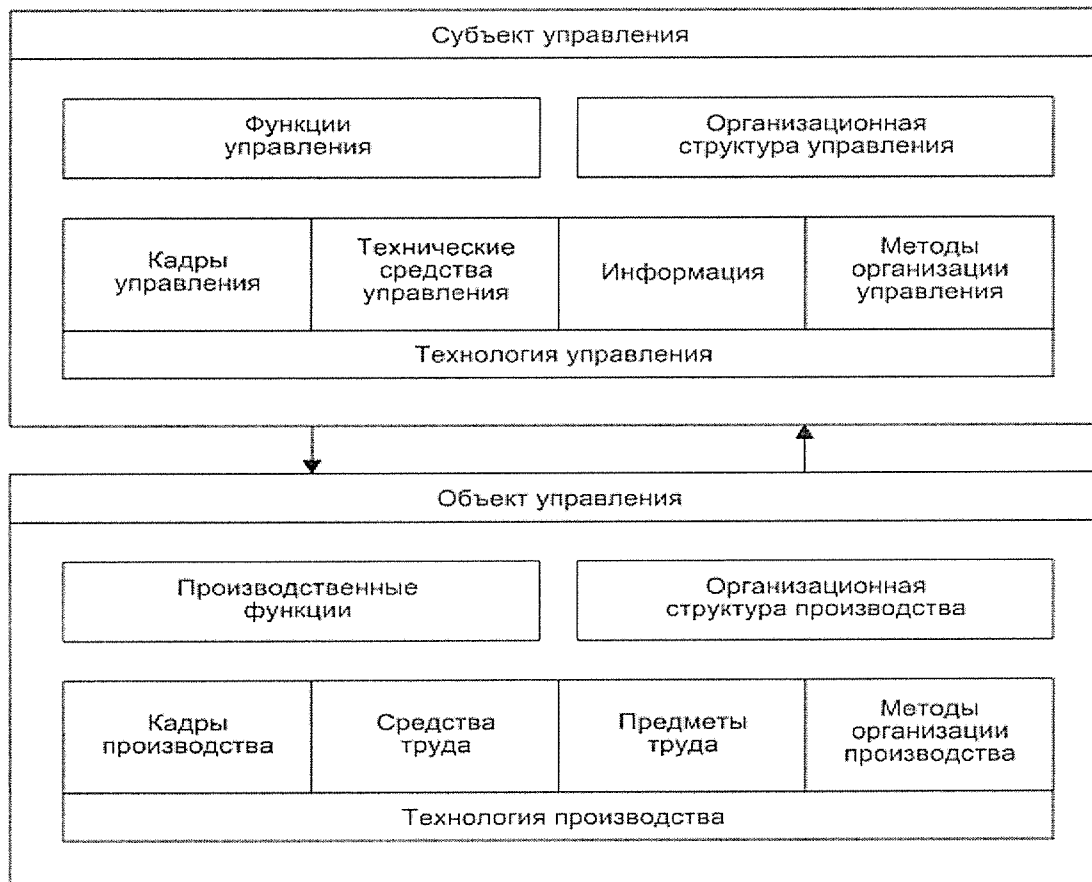 Субъект управления
Функции
управления
Организационная
структура управления
Кадры
управления
Технические
средства
управления
Информация
Методы
организации
управления
Технология управления
Объект управления
Производственные
функции
Организационная
структура производства
Кадры
производства
Средства
труда
Предметы
труда
Методы
организации
производства
Технология производства